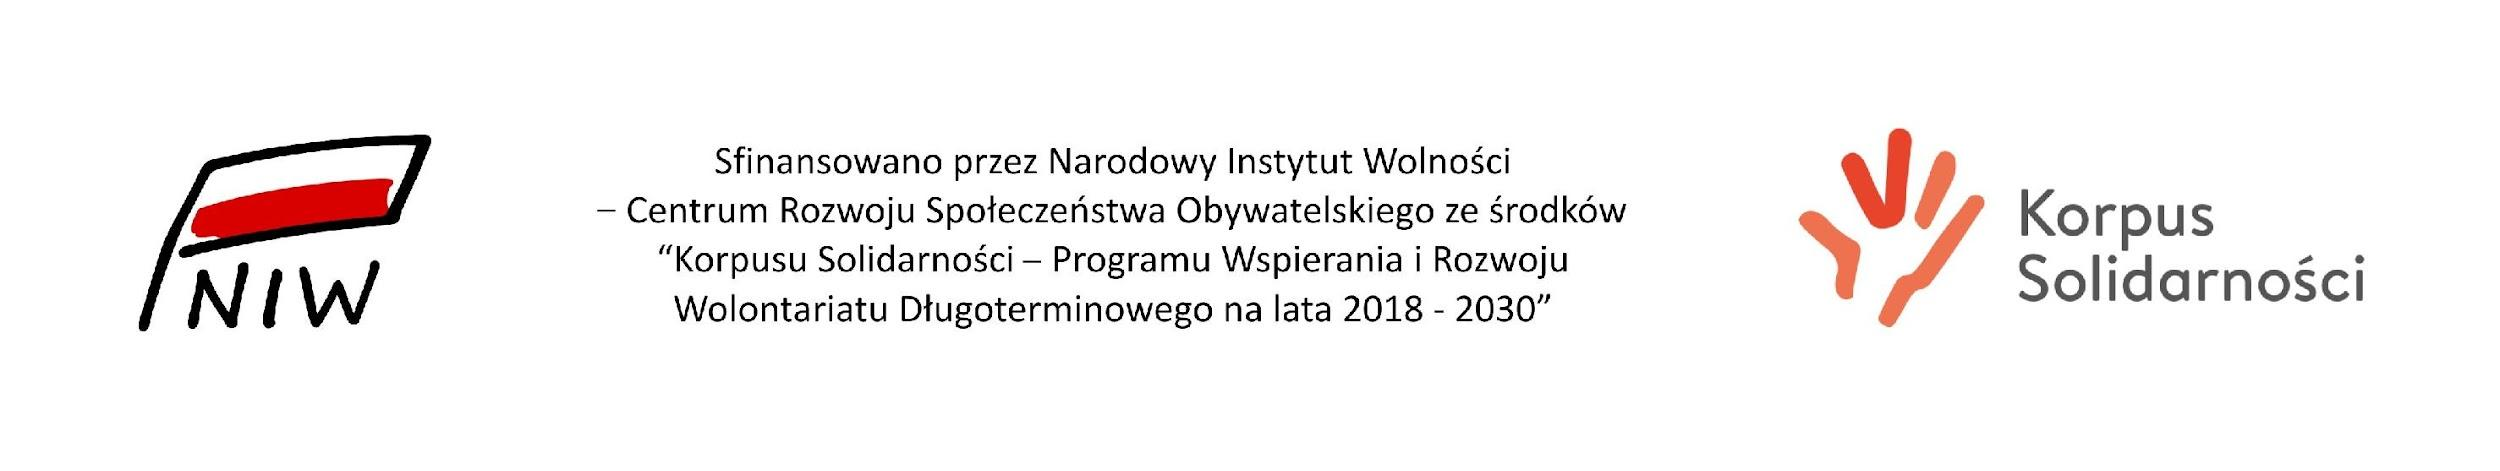 NIW
Sfinansowano przez Narodowy Instytut Wolności
– Centrum Rozwoju Społeczeństwa Obywatelskiego ze środków
“Korpusu Solidarności – Programu Wspierania i Rozwoju
Wolontariatu Długoterminowego na lata 2018 - 2030”
Korpus
Solidarności